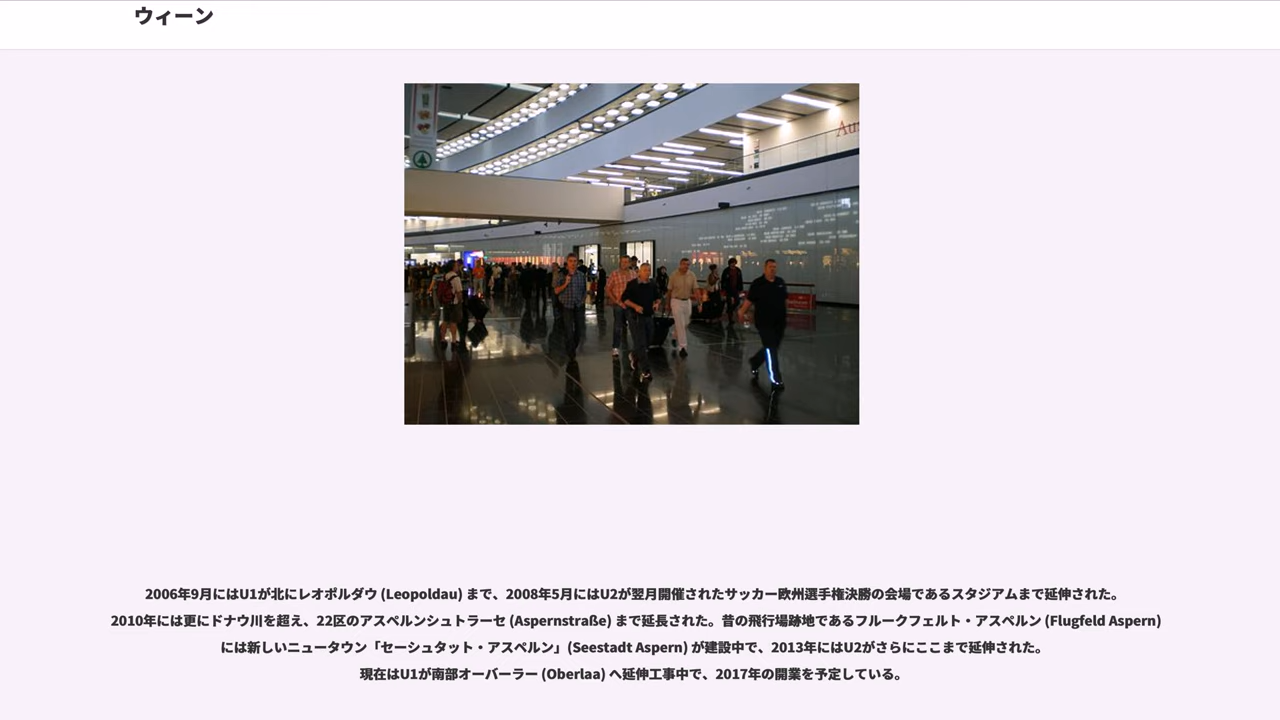 ウィーン
Au
2006年9月にはU1が北にレオポルダウ (Leopoldau) まで、2008年5月にはU2が翌月開催されたサッカー欧州選手権決勝の会場であるスタジアムまで延伸された。
2010年には更にドナウ川を超え、22区のアスペルンシュトラーセ (Aspernstraße) まで延長された。昔の飛行場跡地であるフルークフェルト・アスペルン (Flugfeld Aspern)
には新しいニュータウン「セーシュタット・アスペルン」(Seestadt Aspern) が建設中で、2013年にはU2がさらにここまで延伸された。
現在はU1が南部オーバーラー (Oberlaa) へ延伸工事中で、2017年の開業を予定している。